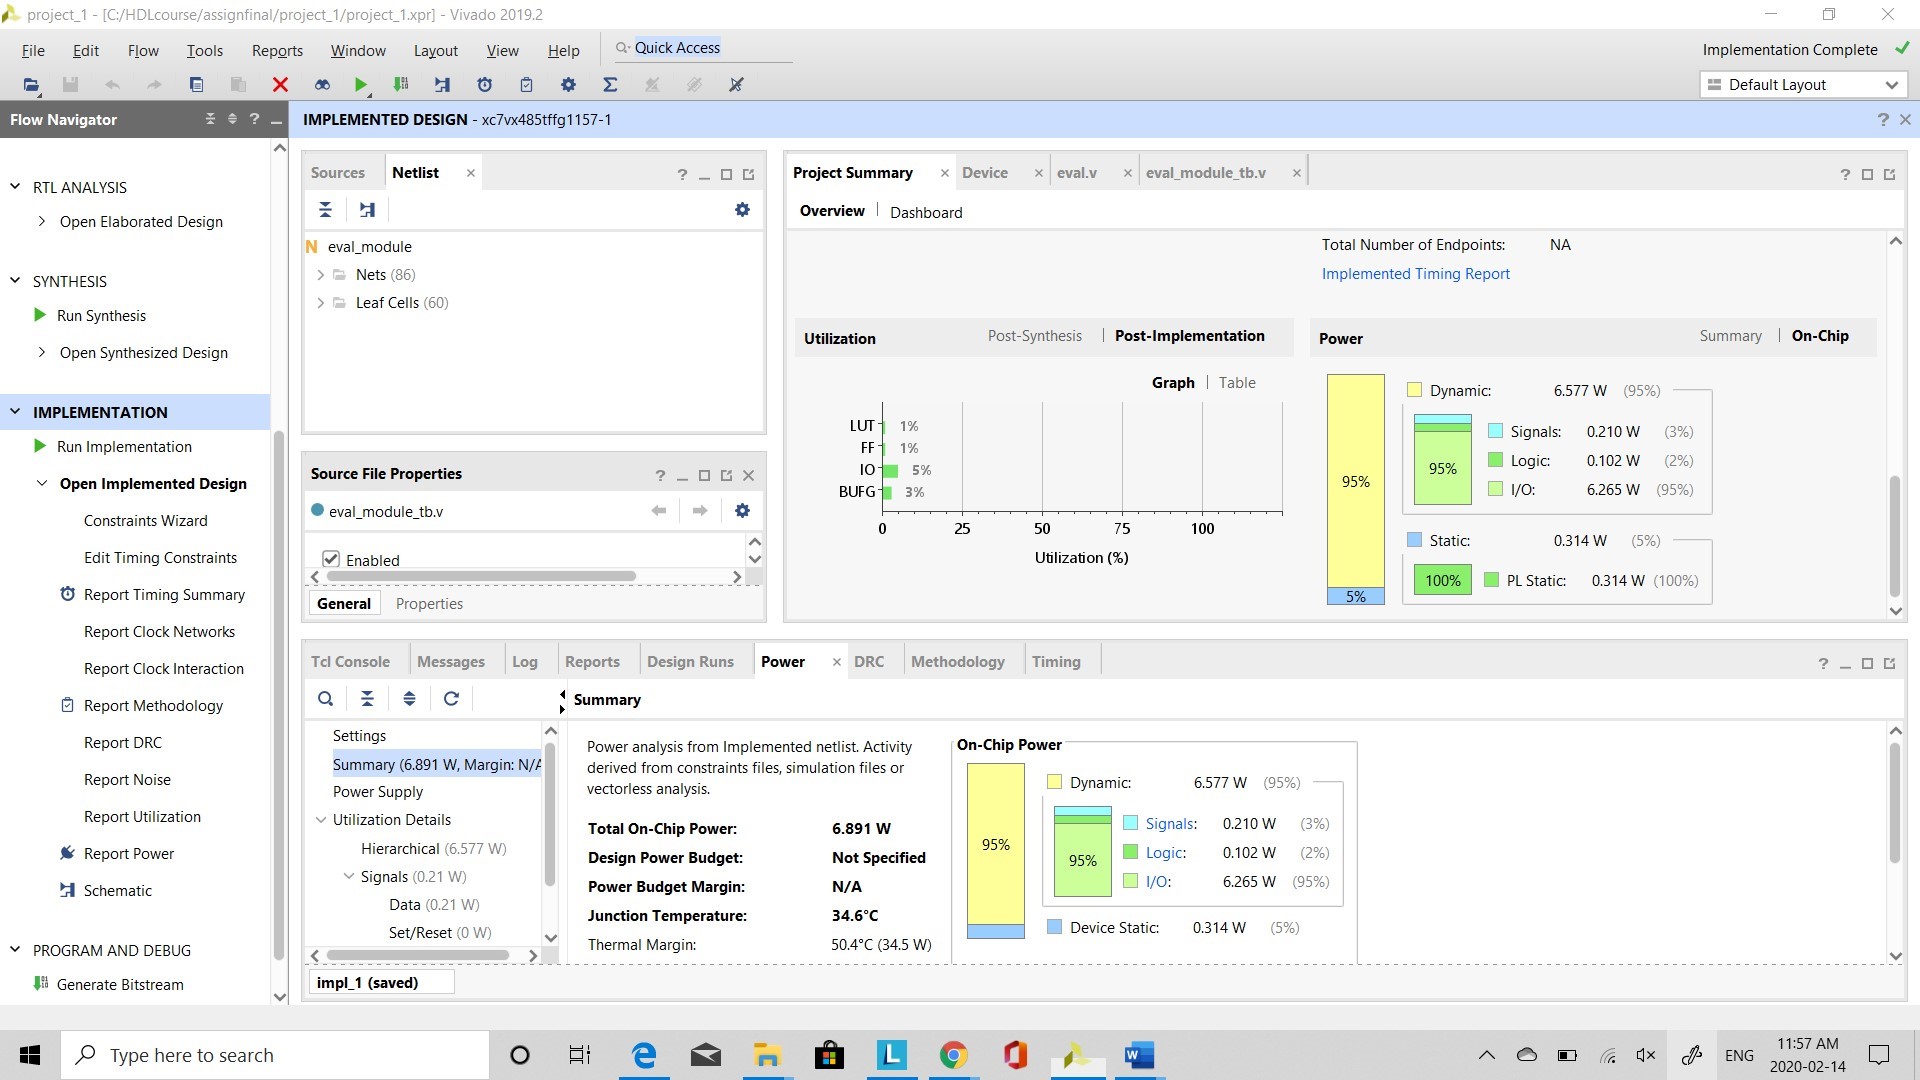 project_1 - [C:/HDLcourse/assignfinal/project_1/project_1.xpr] - Vivado 2019.2
File Edit Flow Tools Reports Window Layout View Help Quick Access
Implementation Complete
Default Layout
Flow Navigator
RTL ANALYSIS
Open Elaborated Design
SYNTHESIS
Run Synthesis
Open Synthesized Design
IMPLEMENTATION
Run Implementation
Open Implemented Design
Constraints Wizard
Edit Timing Constraints
Report Timing Summary
Report Clock Networks
Report Clock Interaction
Report Methodology
Report DRC
Report Noise
Report Utilization
Report Power
Schematic
PROGRAM AND DEBUG
Generate Bitstream
IMPLEMENTED DESIGN - xc7vx485tffg1157-1
Sources Netlist
N eval_module
Nets (86)
Leaf Cells (60)
Source File Properties
eval_module_tb.v
Enabled
General Properties
Project Summary Device eval.v eval_module_tb.v
Overview Dashboard
Total Number of Endpoints: NA
Implemented Timing Report
Utilization Post-Synthesis Post-Implementation
Graph Table
LUT 1%
FF 1%
IO 5%
BUFG 3%
0 25 50 75 100
Utilization (%)
Power Summary On-Chip
95%
5%
Dynamic: 6.577 W (95%)
95%
Signals: 0.210 W (3%)
Logic: 0.102 W (2%)
I/O: 6.265 W (95%)
Static: 0.314 W (5%)
100%
PL Static: 0.314 W (100%)
Tcl Console Messages Log Reports Design Runs Power DRC Methodology Timing
Summary
Settings
Summary (6.891 W, Margin: N/A
Power Supply
Utilization Details
Hierarchical (6.577 W)
Signals (0.21 W)
Data (0.21 W)
Set/Reset (0 W)
Power analysis from Implemented netlist. Activity
derived from constraints files, simulation files or
vectorless analysis.
Total On-Chip Power: 6.891 W
Design Power Budget: Not Specified
Power Budget Margin: N/A
Junction Temperature: 34.6°C
Thermal Margin: 50.4°C (34.5 W)
On-Chip Power
95%
Dynamic: 6.577 W (95%)
95%
Signals: 0.210 W (3%)
Logic: 0.102 W (2%)
I/O: 6.265 W (95%)
Device Static: 0.314 W (5%)
impl_1 (saved)
Type here to search
ENG
11:57 AM
2020-02-14